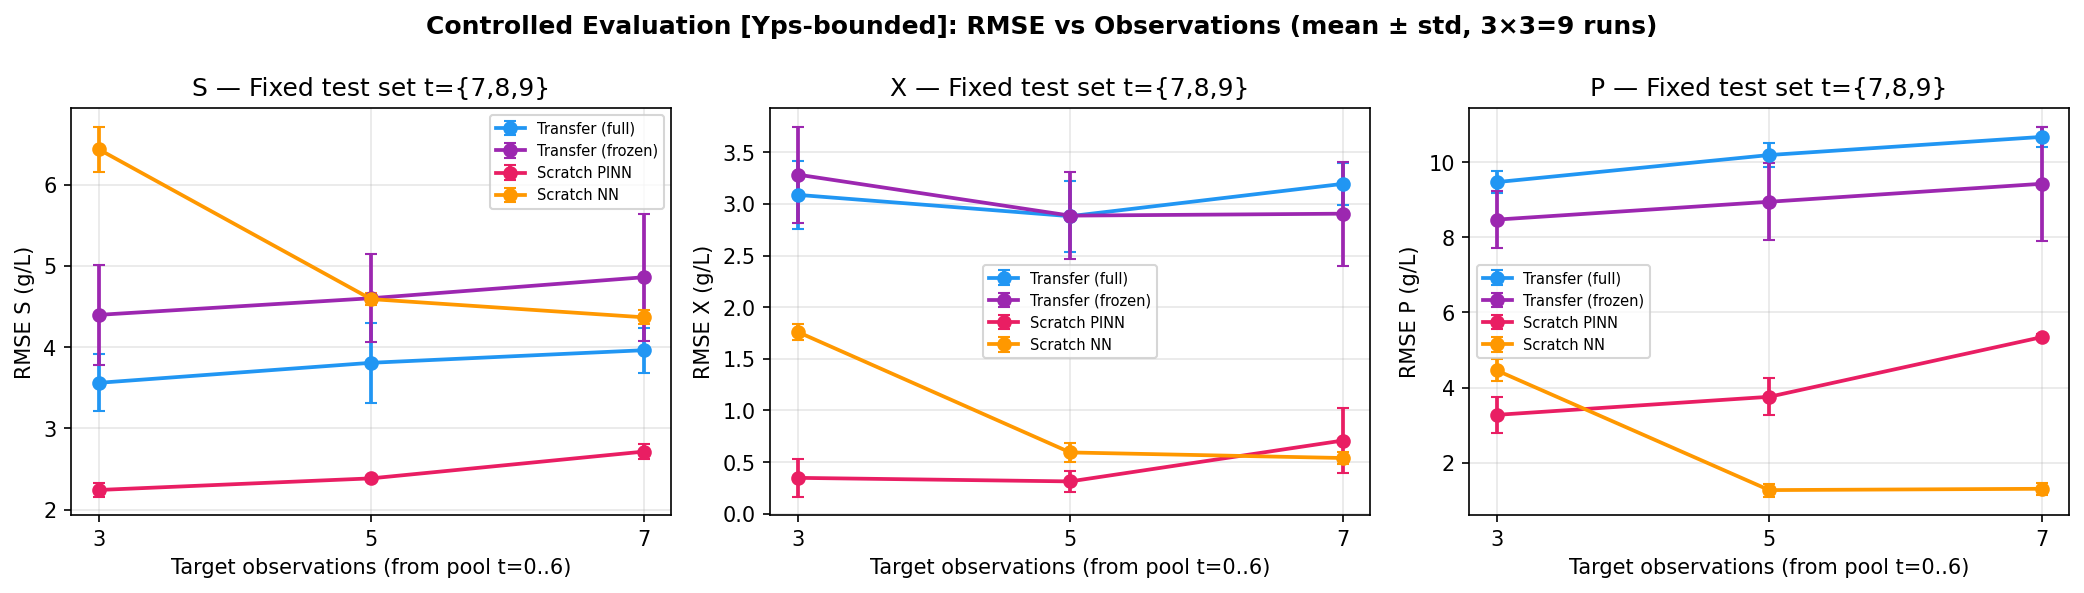 Controlled Evaluation [Yps-bounded]: RMSE vs Observations (mean ± std, 3×3=9 runs)
S — Fixed test set t={7,8,9}
RMSE S (g/L)
6
5
4
3
2
3
5
7
Target observations (from pool t=0..6)
Transfer (full)
Transfer (frozen)
Scratch PINN
Scratch NN
X — Fixed test set t={7,8,9}
RMSE X (g/L)
3.5
3.0
2.5
2.0
1.5
1.0
0.5
0.0
3
5
7
Target observations (from pool t=0..6)
Transfer (full)
Transfer (frozen)
Scratch PINN
Scratch NN
P — Fixed test set t={7,8,9}
RMSE P (g/L)
10
8
6
4
2
3
5
7
Target observations (from pool t=0..6)
Transfer (full)
Transfer (frozen)
Scratch PINN
Scratch NN